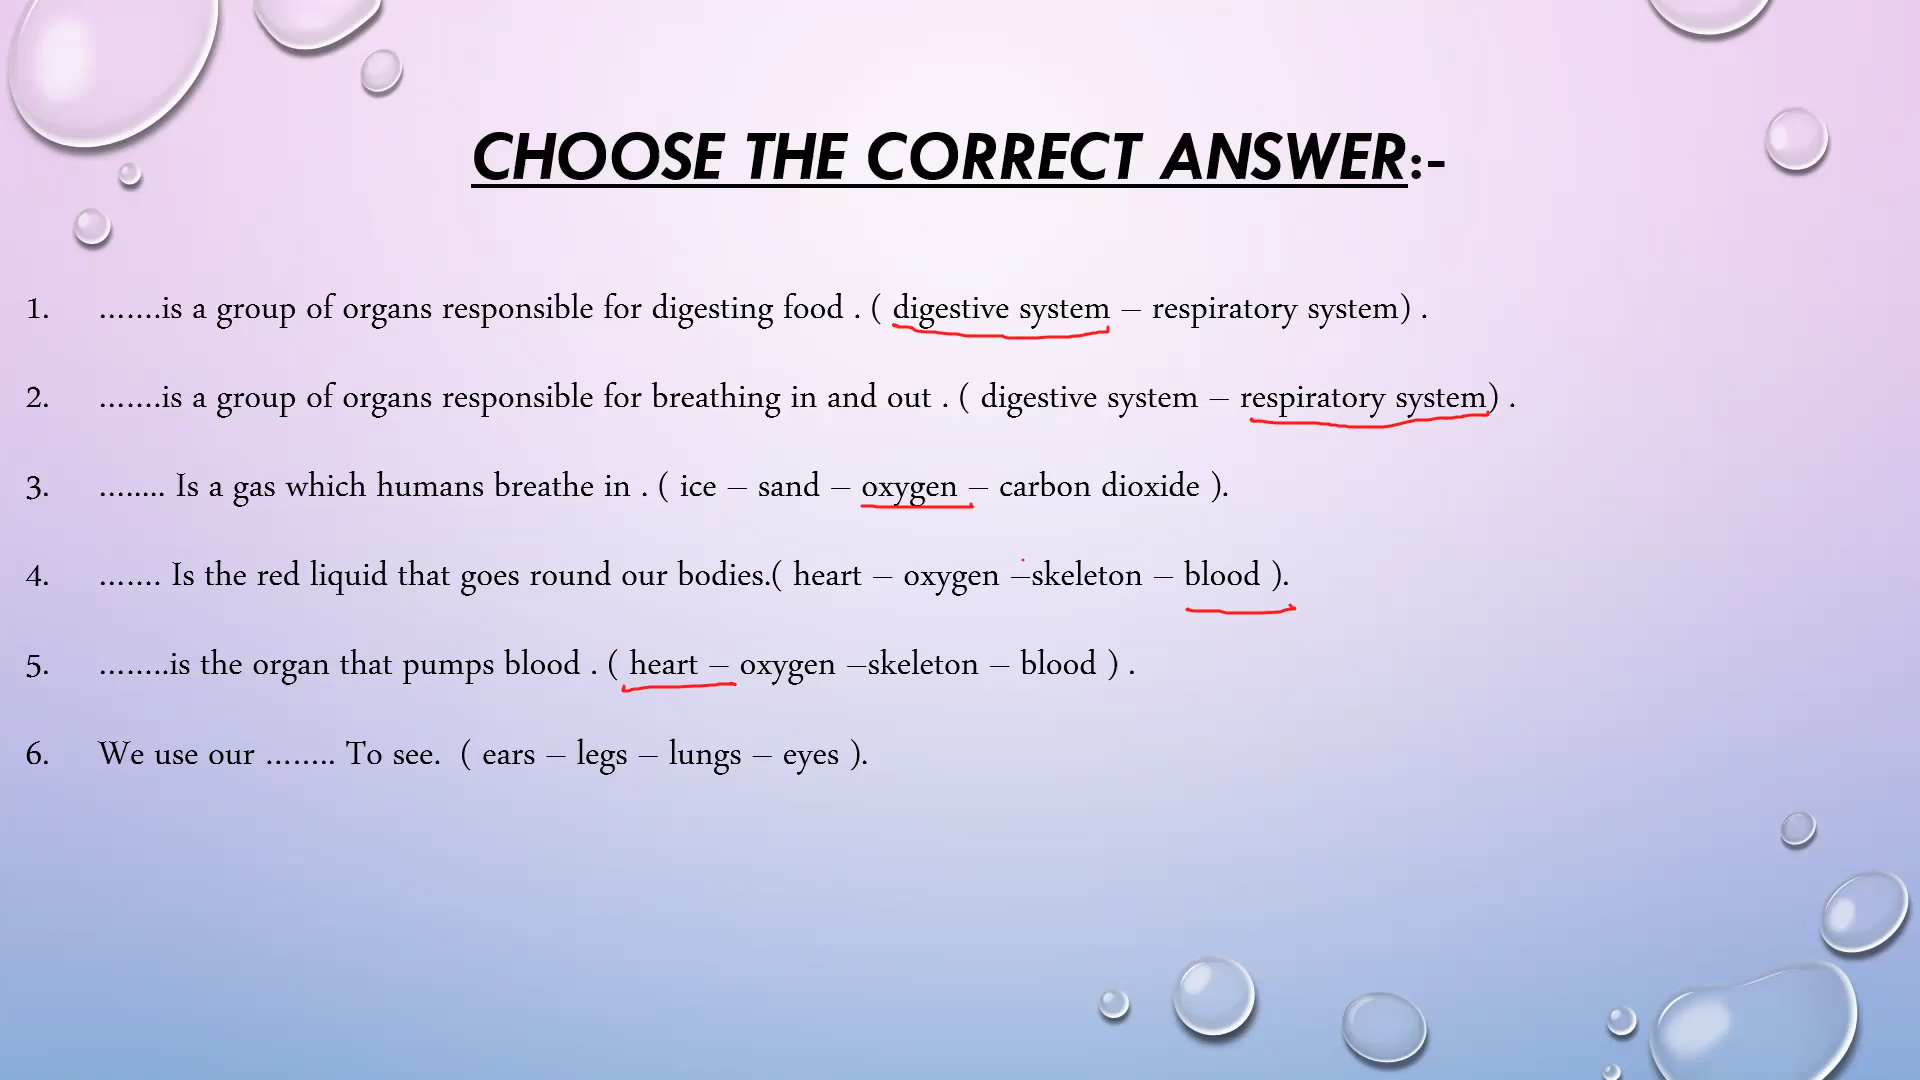 CHOOSE THE CORRECT ANSWER:-
1. .......is a group of organs responsible for digesting food . ( digestive system – respiratory system) .
2. .......is a group of organs responsible for breathing in and out . ( digestive system – respiratory system) .
3. ........ Is a gas which humans breathe in . ( ice – sand – oxygen – carbon dioxide ).
4. ....... Is the red liquid that goes round our bodies.( heart – oxygen –skeleton – blood ).
5. ........is the organ that pumps blood . ( heart – oxygen –skeleton – blood ) .
6. We use our ........ To see. ( ears – legs – lungs – eyes ).